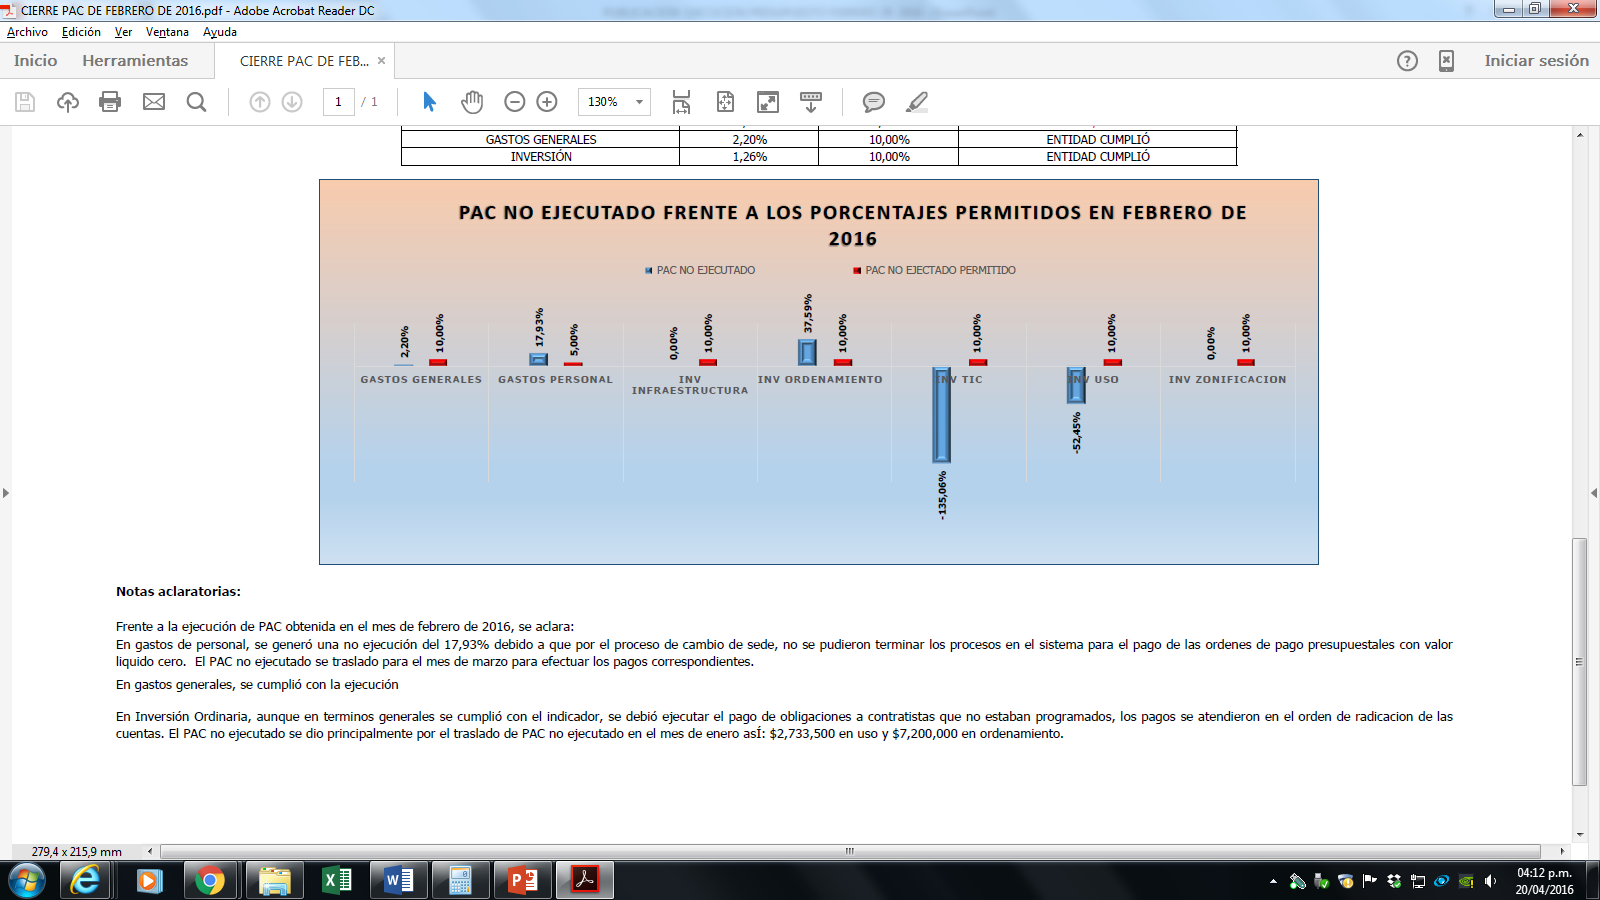 CIERRE PAC DE FEBRERO DE 2016.pdf - Adobe Acrobat Reader DC
Archivo Edición Ver Ventana Ayuda
Inicio Herramientas CIERRE PAC DE FEB... × Iniciar sesión
1 / 1 130%
GASTOS GENERALES 2,20% 10,00% ENTIDAD CUMPLIÓ
INVERSIÓN 1,26% 10,00% ENTIDAD CUMPLIÓ
PAC NO EJECUTADO FRENTE A LOS PORCENTAJES PERMITIDOS EN FEBRERO DE
2016
PAC NO EJECUTADO PAC NO EJECTADO PERMITIDO
2,20% 10,00% 17,93% 5,00% 0,00% 10,00% 37,59% 10,00% 10,00% 10,00% 0,00% 10,00%
GASTOS GENERALES GASTOS PERSONAL INV INV ORDENAMIENTO INV TIC INV USO INV ZONIFICACION
INFRAESTRUCTURA
-52,45%
-135,06%
Notas aclaratorias:
Frente a la ejecución de PAC obtenida en el mes de febrero de 2016, se aclara:
En gastos de personal, se generó una no ejecución del 17,93% debido a que por el proceso de cambio de sede, no se pudieron terminar los procesos en el sistema para el pago de las ordenes de pago presupuestales con valor
liquido cero. El PAC no ejecutado se traslado para el mes de marzo para efectuar los pagos correspondientes.
En gastos generales, se cumplió con la ejecución
En Inversión Ordinaria, aunque en terminos generales se cumplió con el indicador, se debió ejecutar el pago de obligaciones a contratistas que no estaban programados, los pagos se atendieron en el orden de radicacion de las
cuentas. El PAC no ejecutado se dio principalmente por el traslado de PAC no ejecutado en el mes de enero asÍ: $2,733,500 en uso y $7,200,000 en ordenamiento.
279,4 x 215,9 mm
04:12 p.m.
20/04/2016